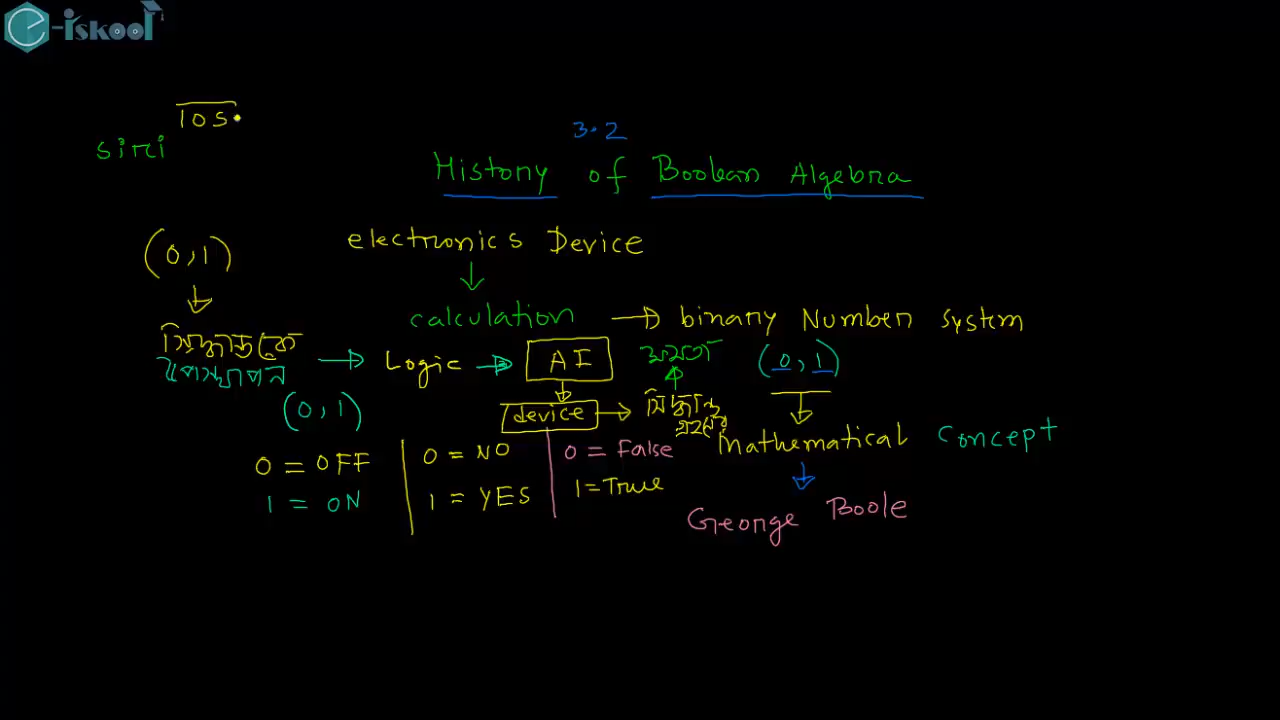 e-iskool
IOS.
siri
3.2
History of Boolean Algebra
electronics Device
(0,1)
calculation → binary Number System
সিদ্ধান্তকে → Logic → AI
(0,1)
device →
Mathematical Concept
(0,1)
0 = OFF
1 = ON
0 = NO
1 = YES
0 = False
1 = True
George Boole